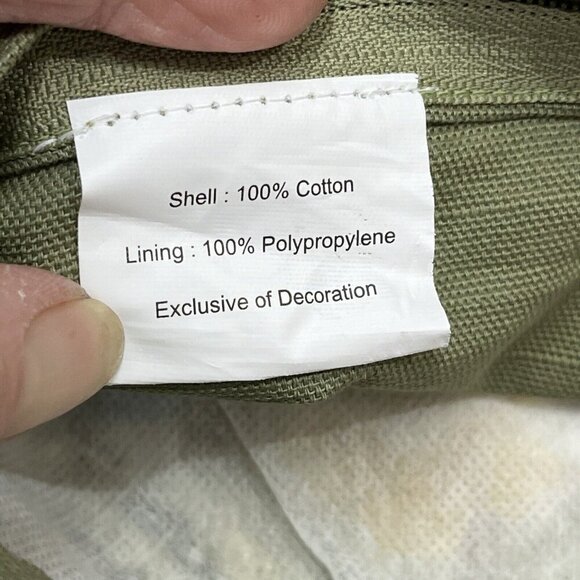 Shell : 100% Cotton
Lining : 100% Polypropylene
Exclusive of Decoration